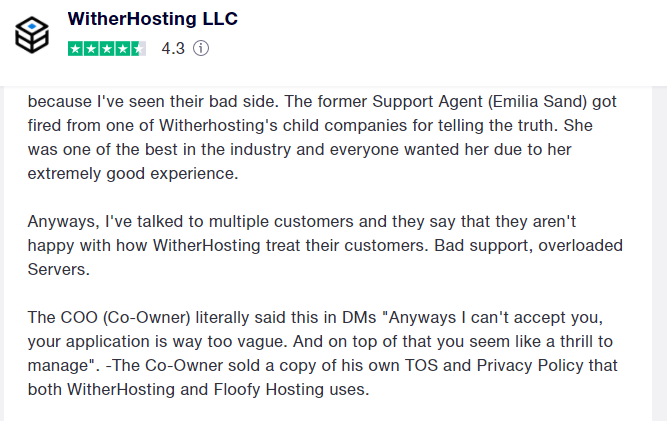 WitherHosting LLC
4.3
because I've seen their bad side. The former Support Agent (Emilia Sand) got
fired from one of Witherhosting's child companies for telling the truth. She
was one of the best in the industry and everyone wanted her due to her
extremely good experience.
Anyways, I've talked to multiple customers and they say that they aren't
happy with how WitherHosting treat their customers. Bad support, overloaded
Servers.
The COO (Co-Owner) literally said this in DMs "Anyways I can't accept you,
your application is way too vague. And on top of that you seem like a thrill to
manage". -The Co-Owner sold a copy of his own TOS and Privacy Policy that
both WitherHosting and Floofy Hosting uses.